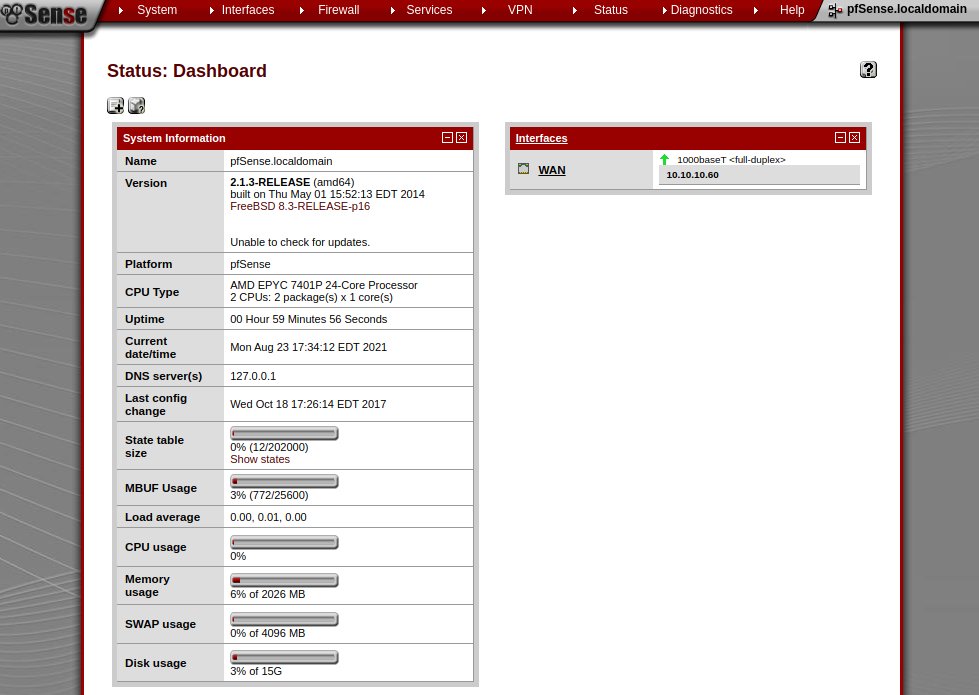 Sense
System
Interfaces
Firewall
Services
VPN
Status
Diagnostics
Help
pfSense.localdomain
Status: Dashboard
?
System Information
Name pfSense.localdomain
Version 2.1.3-RELEASE (amd64)
built on Thu May 01 15:52:13 EDT 2014
FreeBSD 8.3-RELEASE-p16
Unable to check for updates.
Platform pfSense
CPU Type AMD EPYC 7401P 24-Core Processor
2 CPUs: 2 package(s) x 1 core(s)
Uptime 00 Hour 59 Minutes 56 Seconds
Current
date/time
Mon Aug 23 17:34:12 EDT 2021
DNS server(s) 127.0.0.1
Last config
change
Wed Oct 18 17:26:14 EDT 2017
State table
size
0% (12/202000)
Show states
MBUF Usage
3% (772/25600)
Load average 0.00, 0.01, 0.00
CPU usage
0%
Memory
usage
6% of 2026 MB
SWAP usage
0% of 4096 MB
Disk usage
3% of 15G
Interfaces
WAN
1000baseT <full-duplex>
10.10.10.60